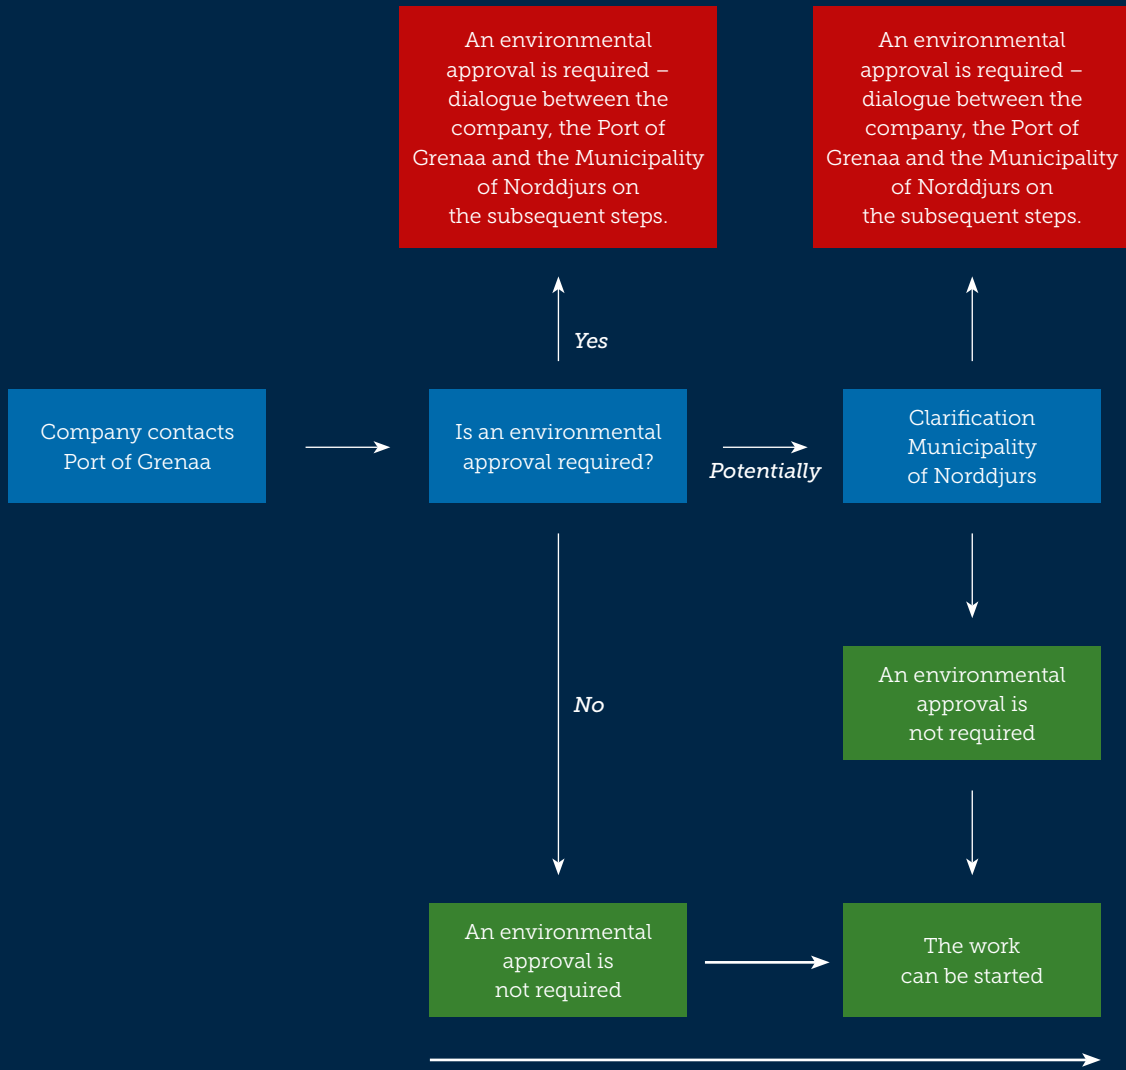 An environmental
approval is required –
dialogue between the
company, the Port of
Grenaa and the Municipality
of Norddjurs on
the subsequent steps.
An environmental
approval is required –
dialogue between the
company, the Port of
Grenaa and the Municipality
of Norddjurs on
the subsequent steps.
Yes
Company contacts
Port of Grenaa
Is an environmental
approval required?
Potentially
Clarification
Municipality
of Norddjurs
No
An environmental
approval is
not required
An environmental
approval is
not required
The work
can be started